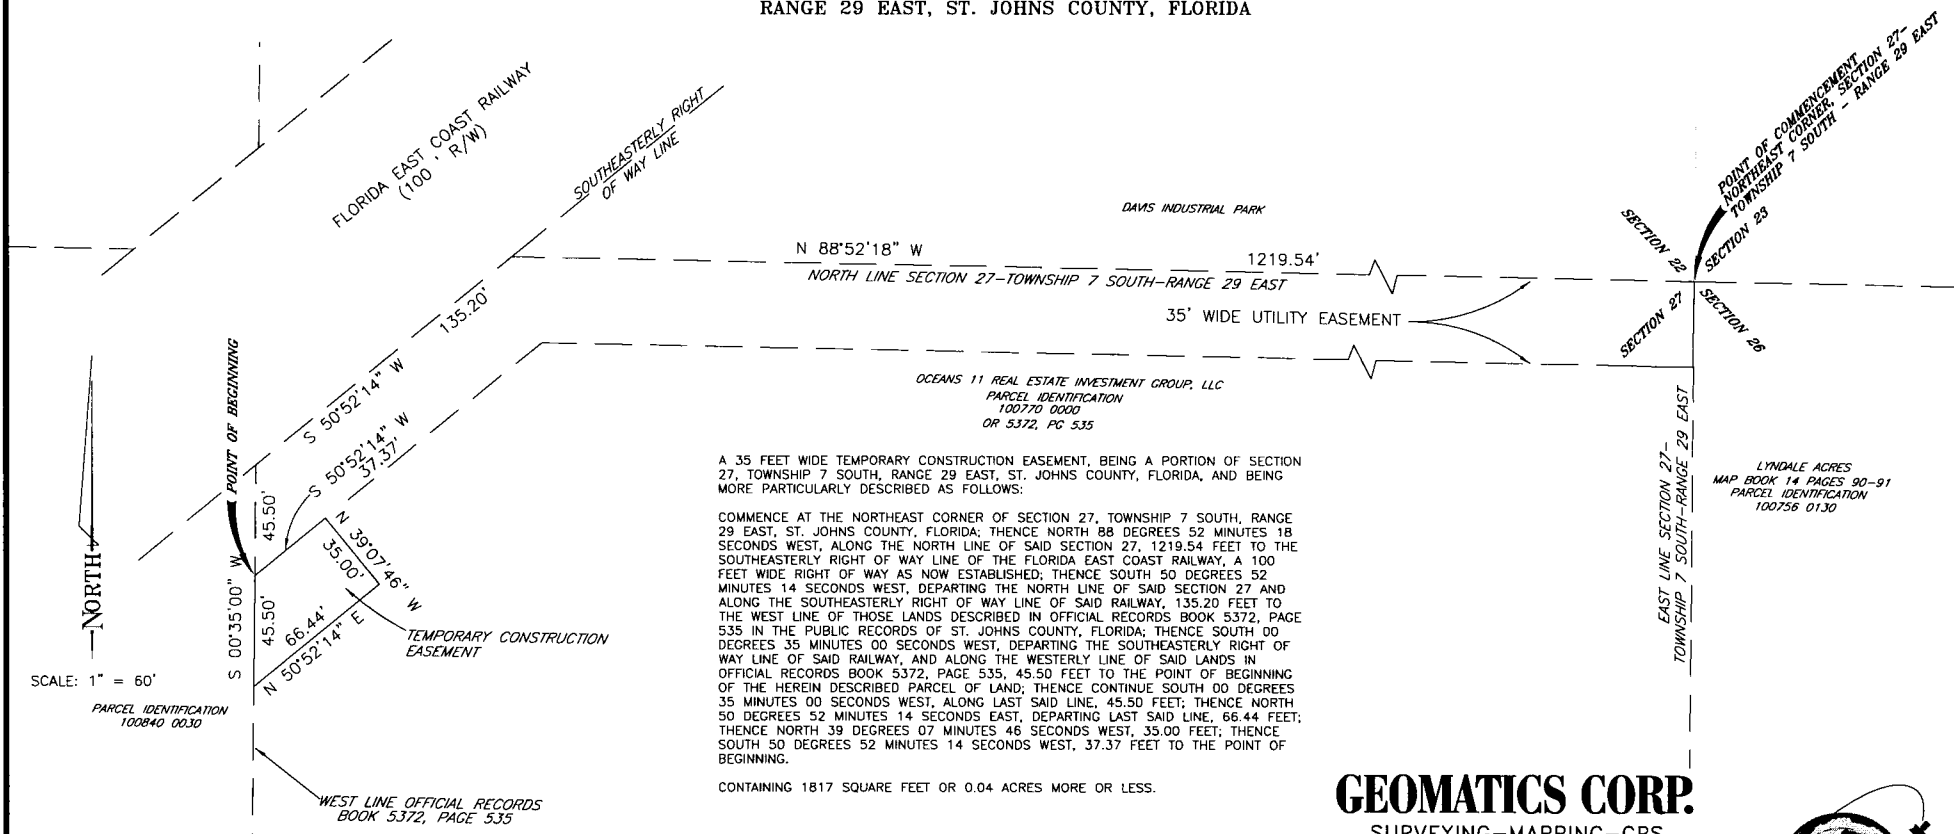 RANGE 29 EAST, ST. JOHNS COUNTY, FLORIDA
FLORIDA EAST COAST RAILWAY
(100 ' R/W)
SOUTHEASTERLY RIGHT
OF WAY LINE
POINT OF COMMENCEMENT
NORTHEAST CORNER, SECTION 27-
TOWNSHIP 7 SOUTH - RANGE 29 EAST
DAVIS INDUSTRIAL PARK
SECTION 22
SECTION 23
N 88°52'18" W
1219.54'
NORTH LINE SECTION 27-TOWNSHIP 7 SOUTH-RANGE 29 EAST
35' WIDE UTILITY EASEMENT
SECTION 27
SECTION 26
135.20'
S 50°52'14" W
POINT OF BEGINNING
S 50°52'14" W
37.37'
OCEANS 11 REAL ESTATE INVESTMENT GROUP, LLC
PARCEL IDENTIFICATION
100770 0000
OR 5372, PG 535
A 35 FEET WIDE TEMPORARY CONSTRUCTION EASEMENT, BEING A PORTION OF SECTION
27, TOWNSHIP 7 SOUTH, RANGE 29 EAST, ST. JOHNS COUNTY, FLORIDA, AND BEING
MORE PARTICULARLY DESCRIBED AS FOLLOWS:
COMMENCE AT THE NORTHEAST CORNER OF SECTION 27, TOWNSHIP 7 SOUTH, RANGE
29 EAST, ST. JOHNS COUNTY, FLORIDA; THENCE NORTH 88 DEGREES 52 MINUTES 18
SECONDS WEST, ALONG THE NORTH LINE OF SAID SECTION 27, 1219.54 FEET TO THE
SOUTHEASTERLY RIGHT OF WAY LINE OF THE FLORIDA EAST COAST RAILWAY, A 100
FEET WIDE RIGHT OF WAY AS NOW ESTABLISHED; THENCE SOUTH 50 DEGREES 52
MINUTES 14 SECONDS WEST, DEPARTING THE NORTH LINE OF SAID SECTION 27 AND
ALONG THE SOUTHEASTERLY RIGHT OF WAY LINE OF SAID RAILWAY, 135.20 FEET TO
THE WEST LINE OF THOSE LANDS DESCRIBED IN OFFICIAL RECORDS BOOK 5372, PAGE
535 IN THE PUBLIC RECORDS OF ST. JOHNS COUNTY, FLORIDA; THENCE SOUTH 00
DEGREES 35 MINUTES 00 SECONDS WEST, DEPARTING THE SOUTHEASTERLY RIGHT OF
WAY LINE OF SAID RAILWAY, AND ALONG THE WESTERLY LINE OF SAID LANDS IN
OFFICIAL RECORDS BOOK 5372, PAGE 535, 45.50 FEET TO THE POINT OF BEGINNING
OF THE HEREIN DESCRIBED PARCEL OF LAND; THENCE CONTINUE SOUTH 00 DEGREES
35 MINUTES 00 SECONDS WEST, ALONG LAST SAID LINE, 45.50 FEET; THENCE NORTH
50 DEGREES 52 MINUTES 14 SECONDS EAST, DEPARTING LAST SAID LINE, 66.44 FEET;
THENCE NORTH 39 DEGREES 07 MINUTES 46 SECONDS WEST, 35.00 FEET; THENCE
SOUTH 50 DEGREES 52 MINUTES 14 SECONDS WEST, 37.37 FEET TO THE POINT OF
BEGINNING.
CONTAINING 1817 SQUARE FEET OR 0.04 ACRES MORE OR LESS.
EAST LINE SECTION 27-
TOWNSHIP 7 SOUTH-RANGE 29 EAST
LYNDALE ACRES
MAP BOOK 14 PAGES 90-91
PARCEL IDENTIFICATION
100756 0130
NORTH
45.50'
S 00°35'00" W
45.50'
N 39°07'46" W
35.00'
66.44'
N 50°52'14" E
TEMPORARY CONSTRUCTION
EASEMENT
SCALE: 1" = 60'
PARCEL IDENTIFICATION
100840 0030
WEST LINE OFFICIAL RECORDS
BOOK 5372, PAGE 535
GEOMATICS CORP.
SURVEYING-MAPPING-GPS